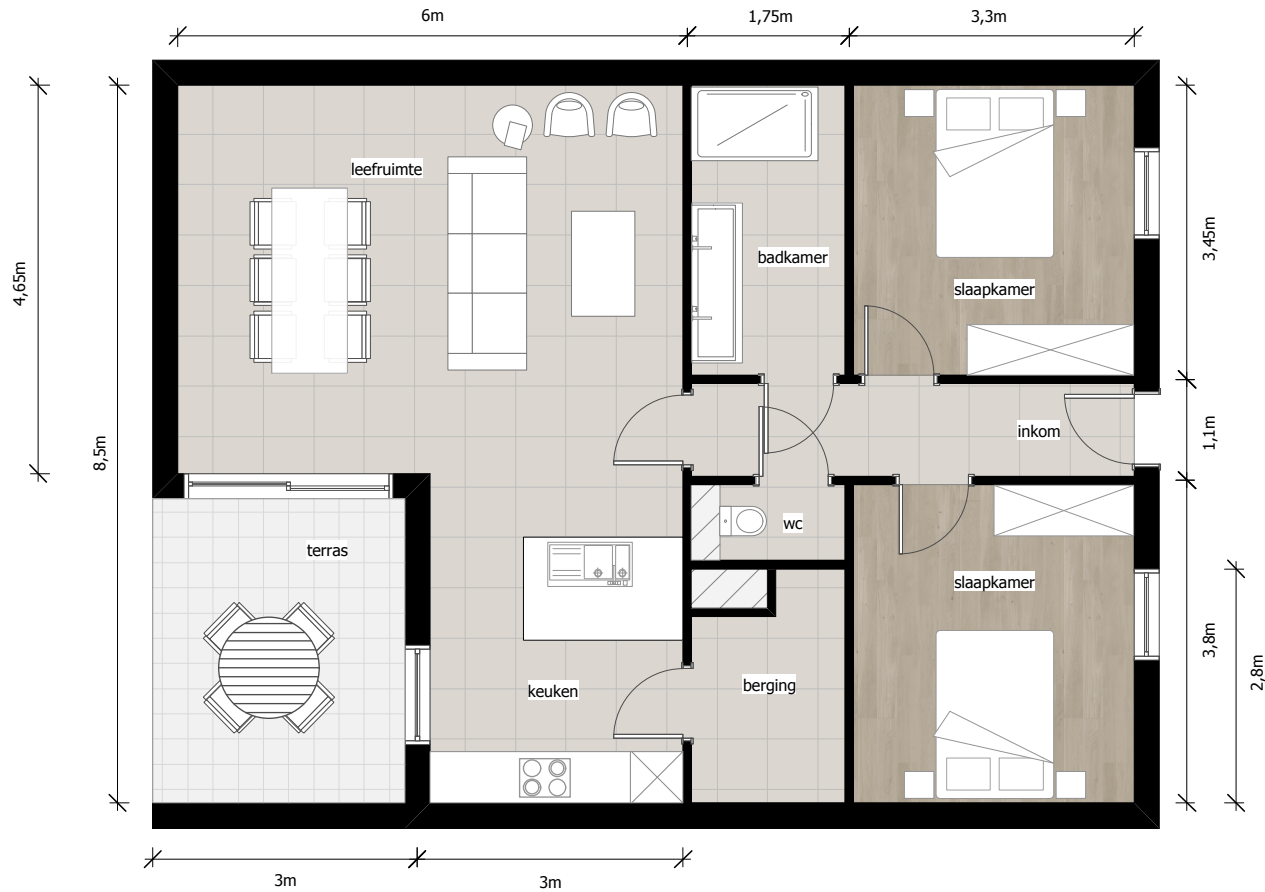 6m
1,75m
3,3m
leefruimte
badkamer
slaapkamer
3,45m
4,65m
8,5m
inkom
1,1m
wc
terras
slaapkamer
keuken
berging
3,8m
2,8m
3m
3m